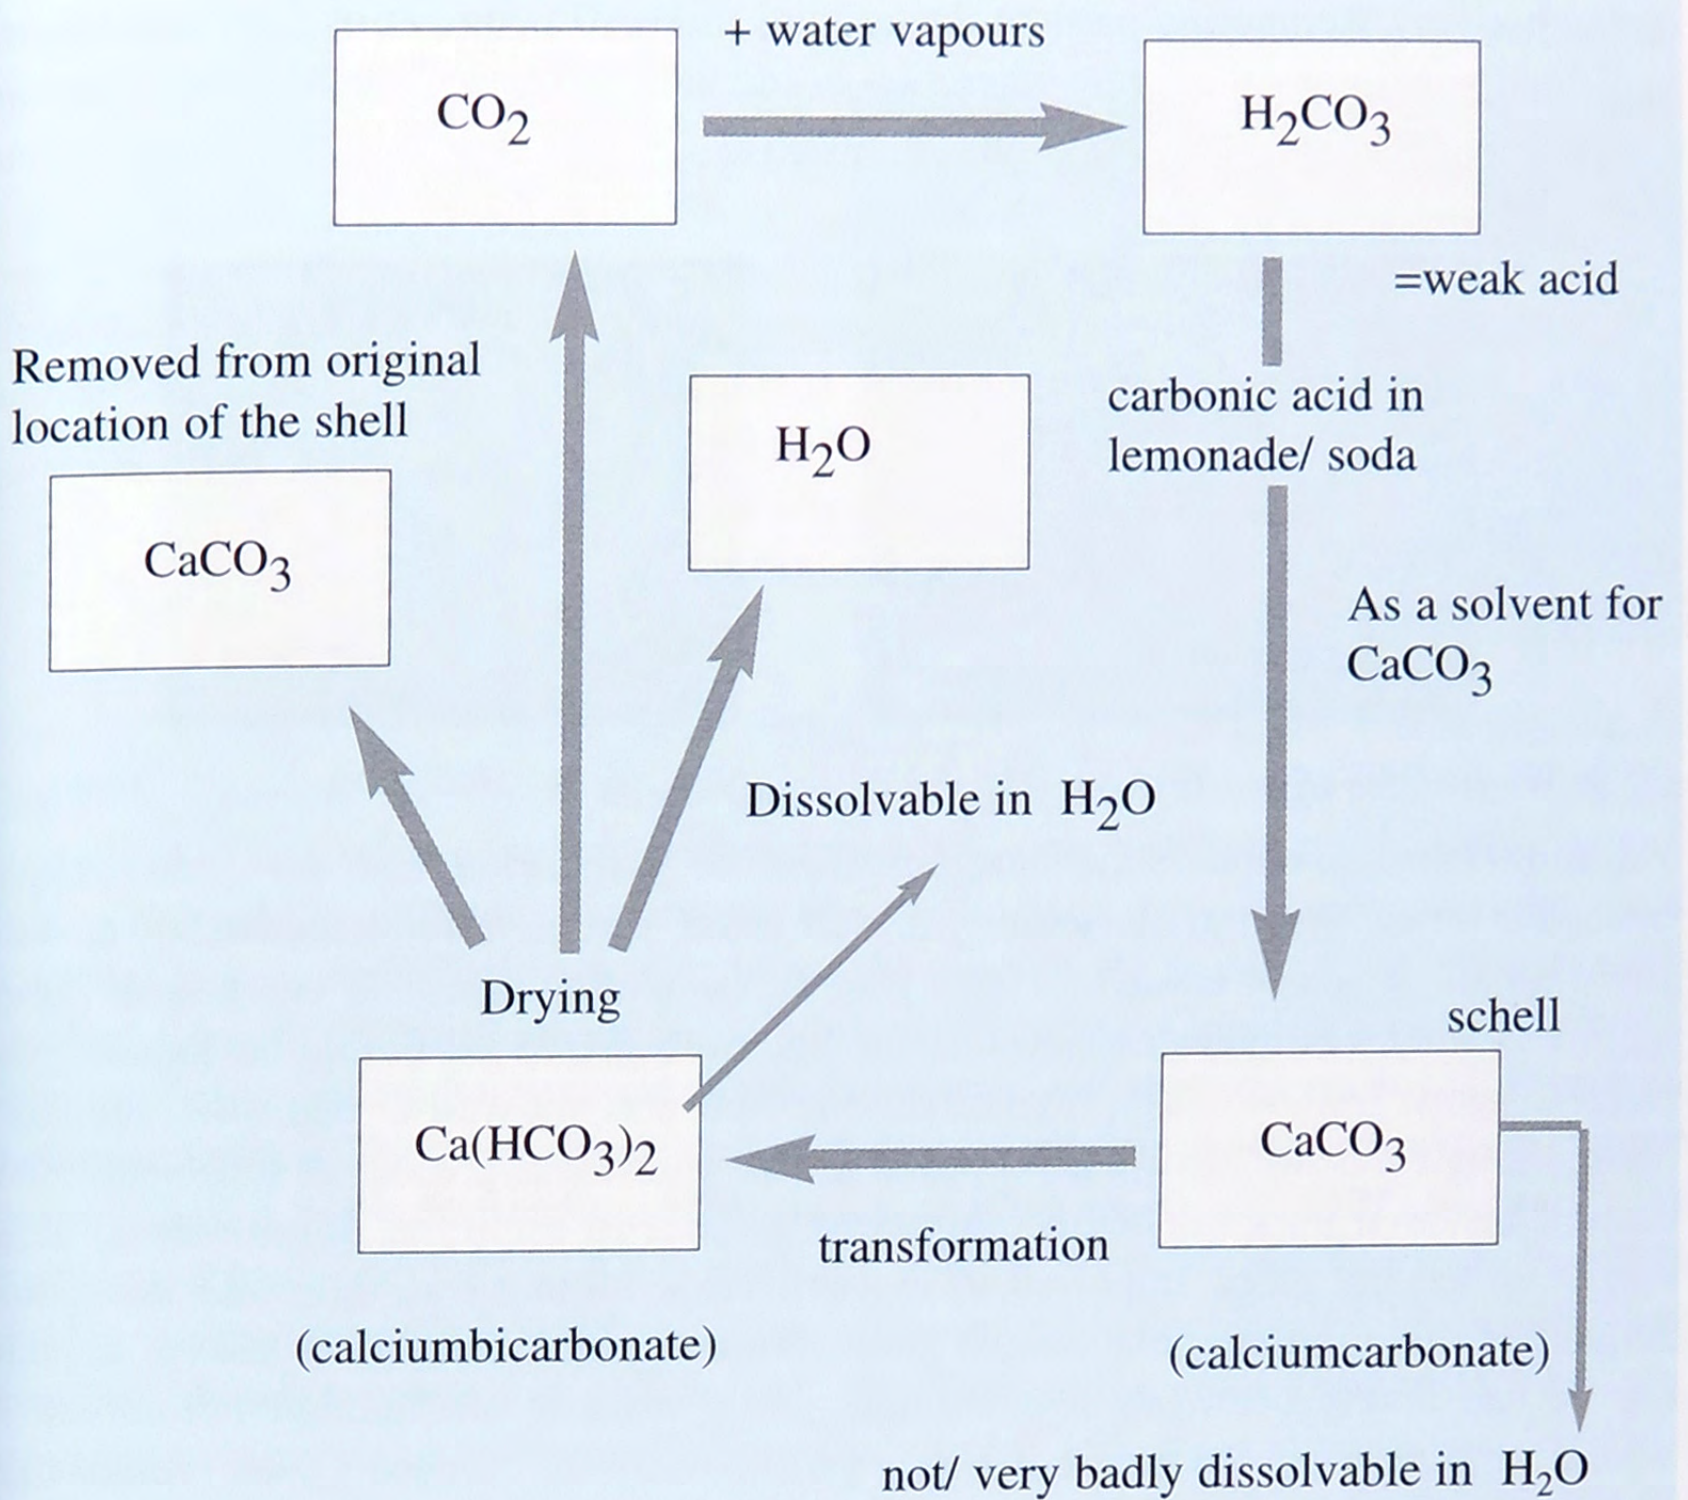 + water vapours
CO2
H2CO3
=weak acid
Removed from original
location of the shell
carbonic acid in
lemonade/ soda
H2O
CaCO3
As a solvent for
CaCO3
Dissolvable in H2O
Drying
schell
Ca(HCO3)2
CaCO3
transformation
(calciumbicarbonate)
(calciumcarbonate)
not/ very badly dissolvable in H2O